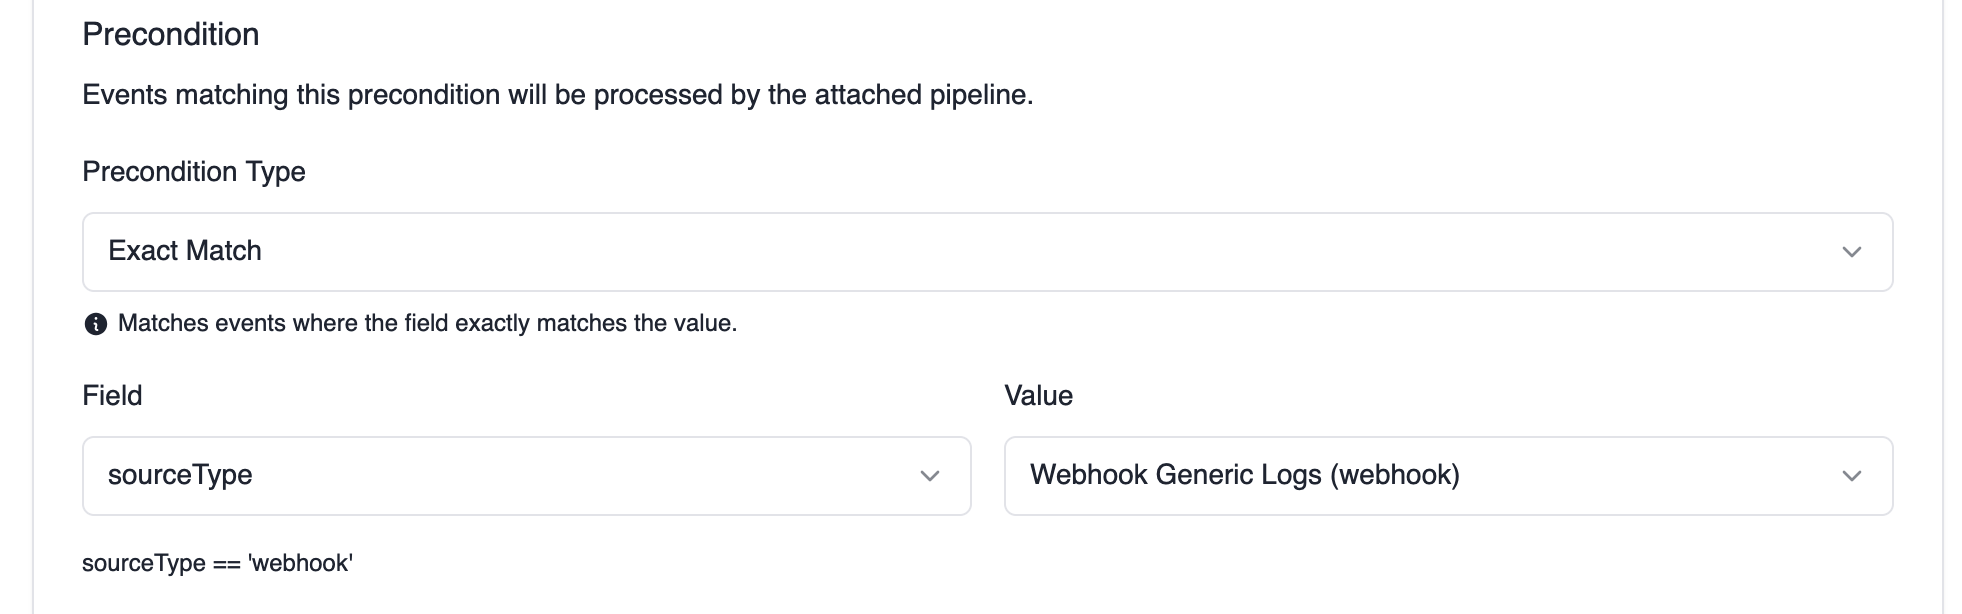 Precondition
Events matching this precondition will be processed by the attached pipeline.
Precondition Type
Exact Match
Matches events where the field exactly matches the value.
Field
Value
sourceType
Webhook Generic Logs (webhook)
sourceType == 'webhook'